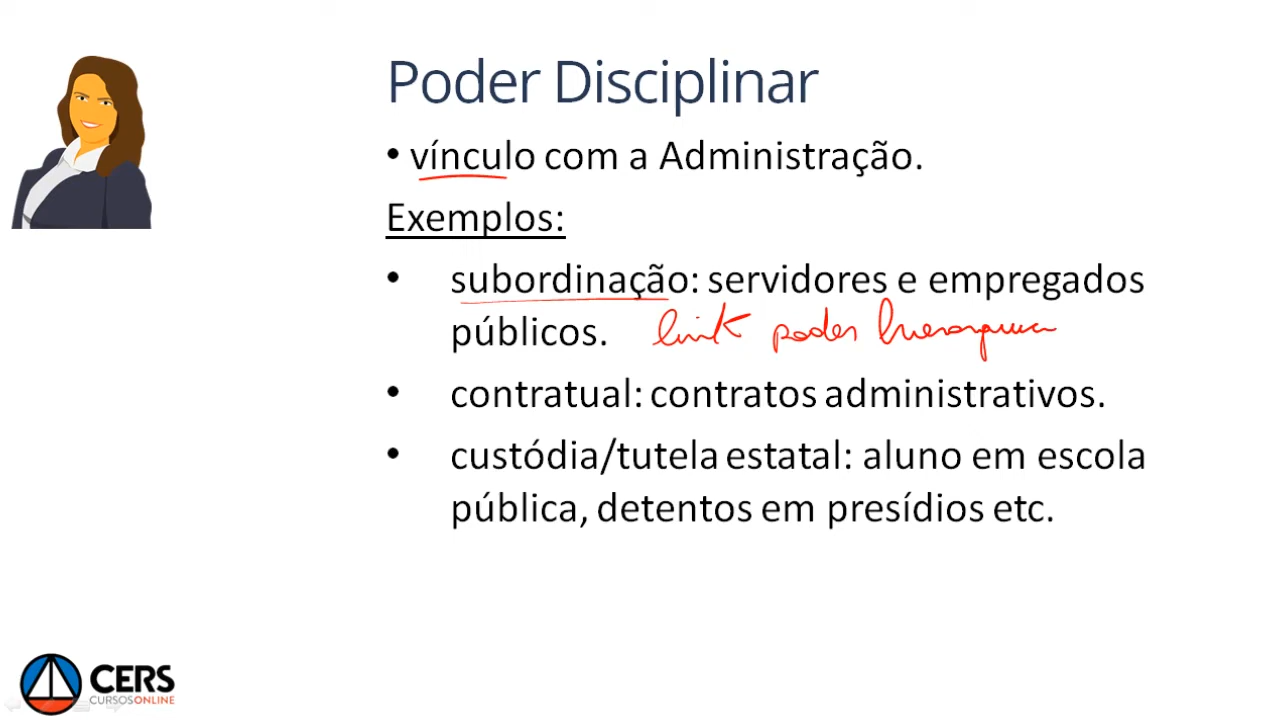 Poder Disciplinar
• vínculo com a Administração.
Exemplos:
• subordinação: servidores e empregados
públicos. link poder hierárquico
• contratual: contratos administrativos.
• custódia/tutela estatal: aluno em escola
pública, detentos em presídios etc.
CERS
CURSOS ONLINE